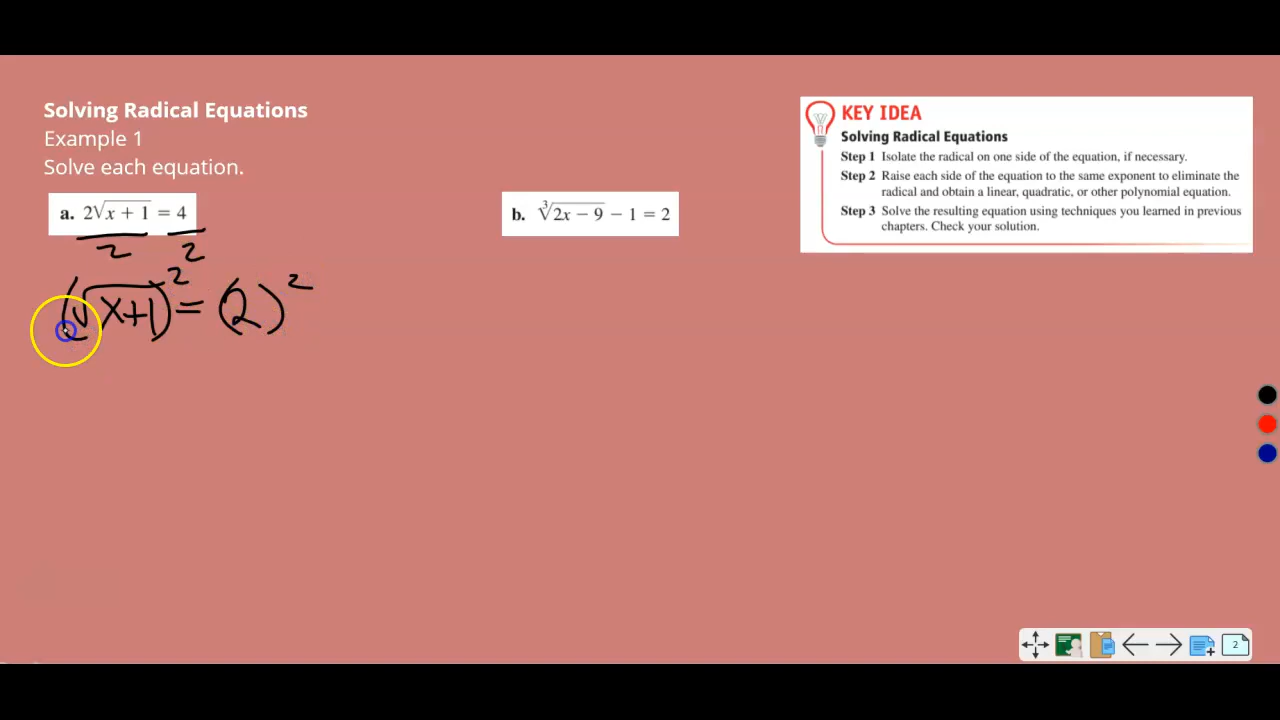 Solving Radical Equations
Example 1
Solve each equation.
a. 2√x + 1 = 4
2 2
(√x+1)² = (2)²
b. ∛2x − 9 − 1 = 2
KEY IDEA
Solving Radical Equations
Step 1 Isolate the radical on one side of the equation, if necessary.
Step 2 Raise each side of the equation to the same exponent to eliminate the
radical and obtain a linear, quadratic, or other polynomial equation.
Step 3 Solve the resulting equation using techniques you learned in previous
chapters. Check your solution.
2